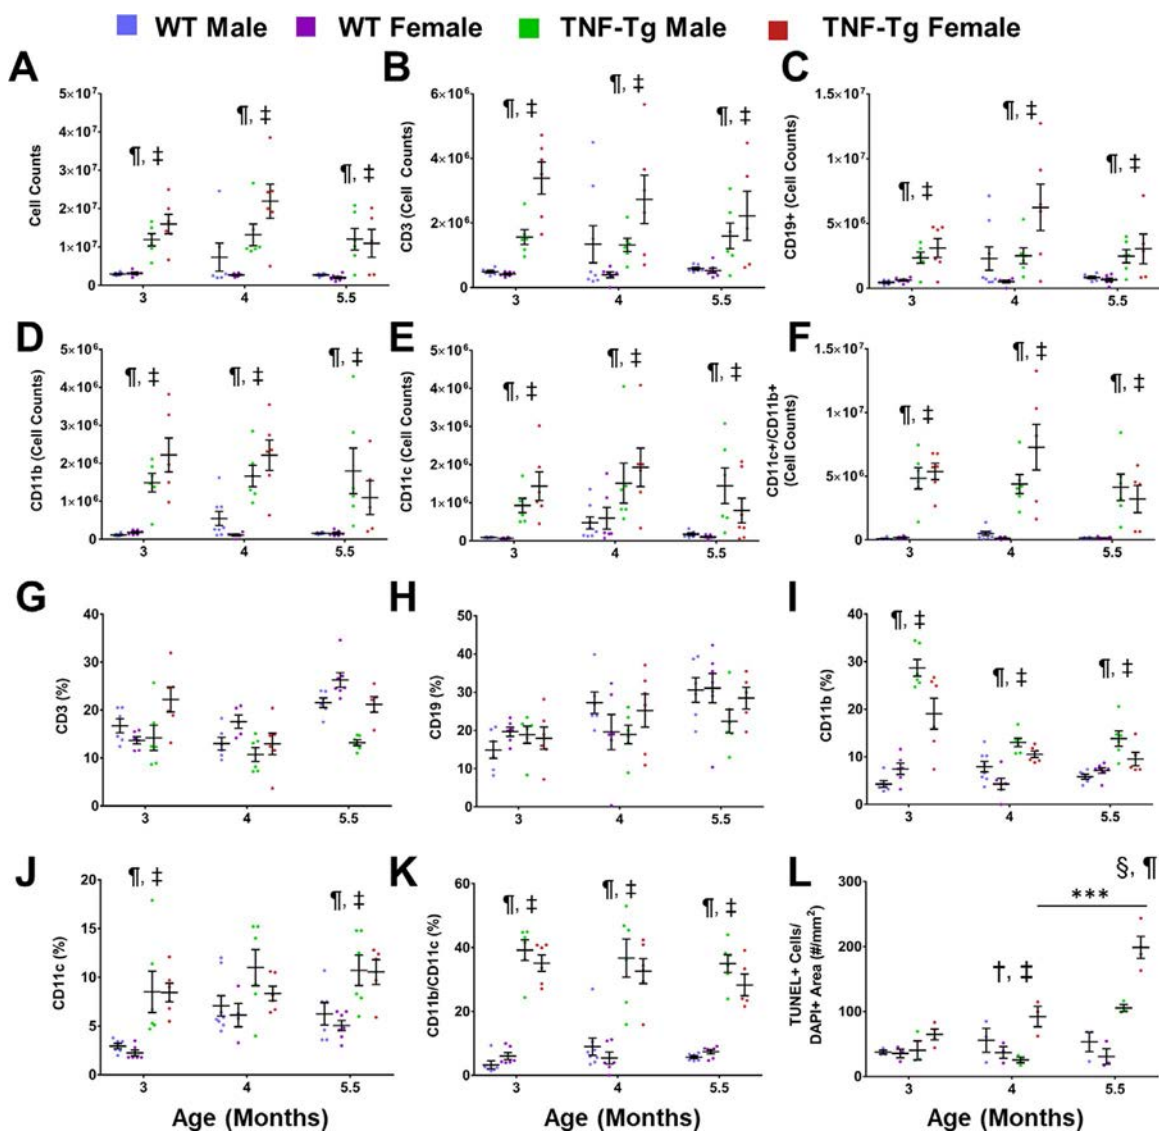 WT Male WT Female TNF-Tg Male TNF-Tg Female
A
Cell Counts
5×10⁷
4×10⁷
3×10⁷
2×10⁷
1×10⁷
0
¶, ‡
¶, ‡
¶, ‡
3 4 5.5
B
CD3 (Cell Counts)
6×10⁶
4×10⁶
2×10⁶
0
¶, ‡
¶, ‡
¶, ‡
3 4 5.5
C
CD19+ (Cell Counts)
1.5×10⁷
1×10⁷
5×10⁶
0
¶, ‡
¶, ‡
¶, ‡
3 4 5.5
D
CD11b (Cell Counts)
5×10⁶
4×10⁶
3×10⁶
2×10⁶
1×10⁶
0
¶, ‡
¶, ‡
¶, ‡
3 4 5.5
E
CD11c (Cell Counts)
5×10⁶
4×10⁶
3×10⁶
2×10⁶
1×10⁶
0
¶, ‡
¶, ‡
¶, ‡
3 4 5.5
F
CD11c+/CD11b+
(Cell Counts)
1.5×10⁷
1×10⁷
5×10⁶
0
¶, ‡
¶, ‡
¶, ‡
3 4 5.5
G
CD3 (%)
40
30
20
10
0
3 4 5.5
H
CD19 (%)
50
40
30
20
10
0
3 4 5.5
I
CD11b (%)
40
30
20
10
0
¶, ‡
¶, ‡
¶, ‡
3 4 5.5
J
CD11c (%)
20
15
10
5
0
¶, ‡
¶, ‡
3 4 5.5
Age (Months)
K
CD11b/CD11c (%)
60
40
20
0
¶, ‡
¶, ‡
¶, ‡
3 4 5.5
Age (Months)
L
TUNEL+ Cells/
DAPI+ Area (#/mm²)
300
200
100
0
†, ‡
***
§, ¶
3 4 5.5
Age (Months)